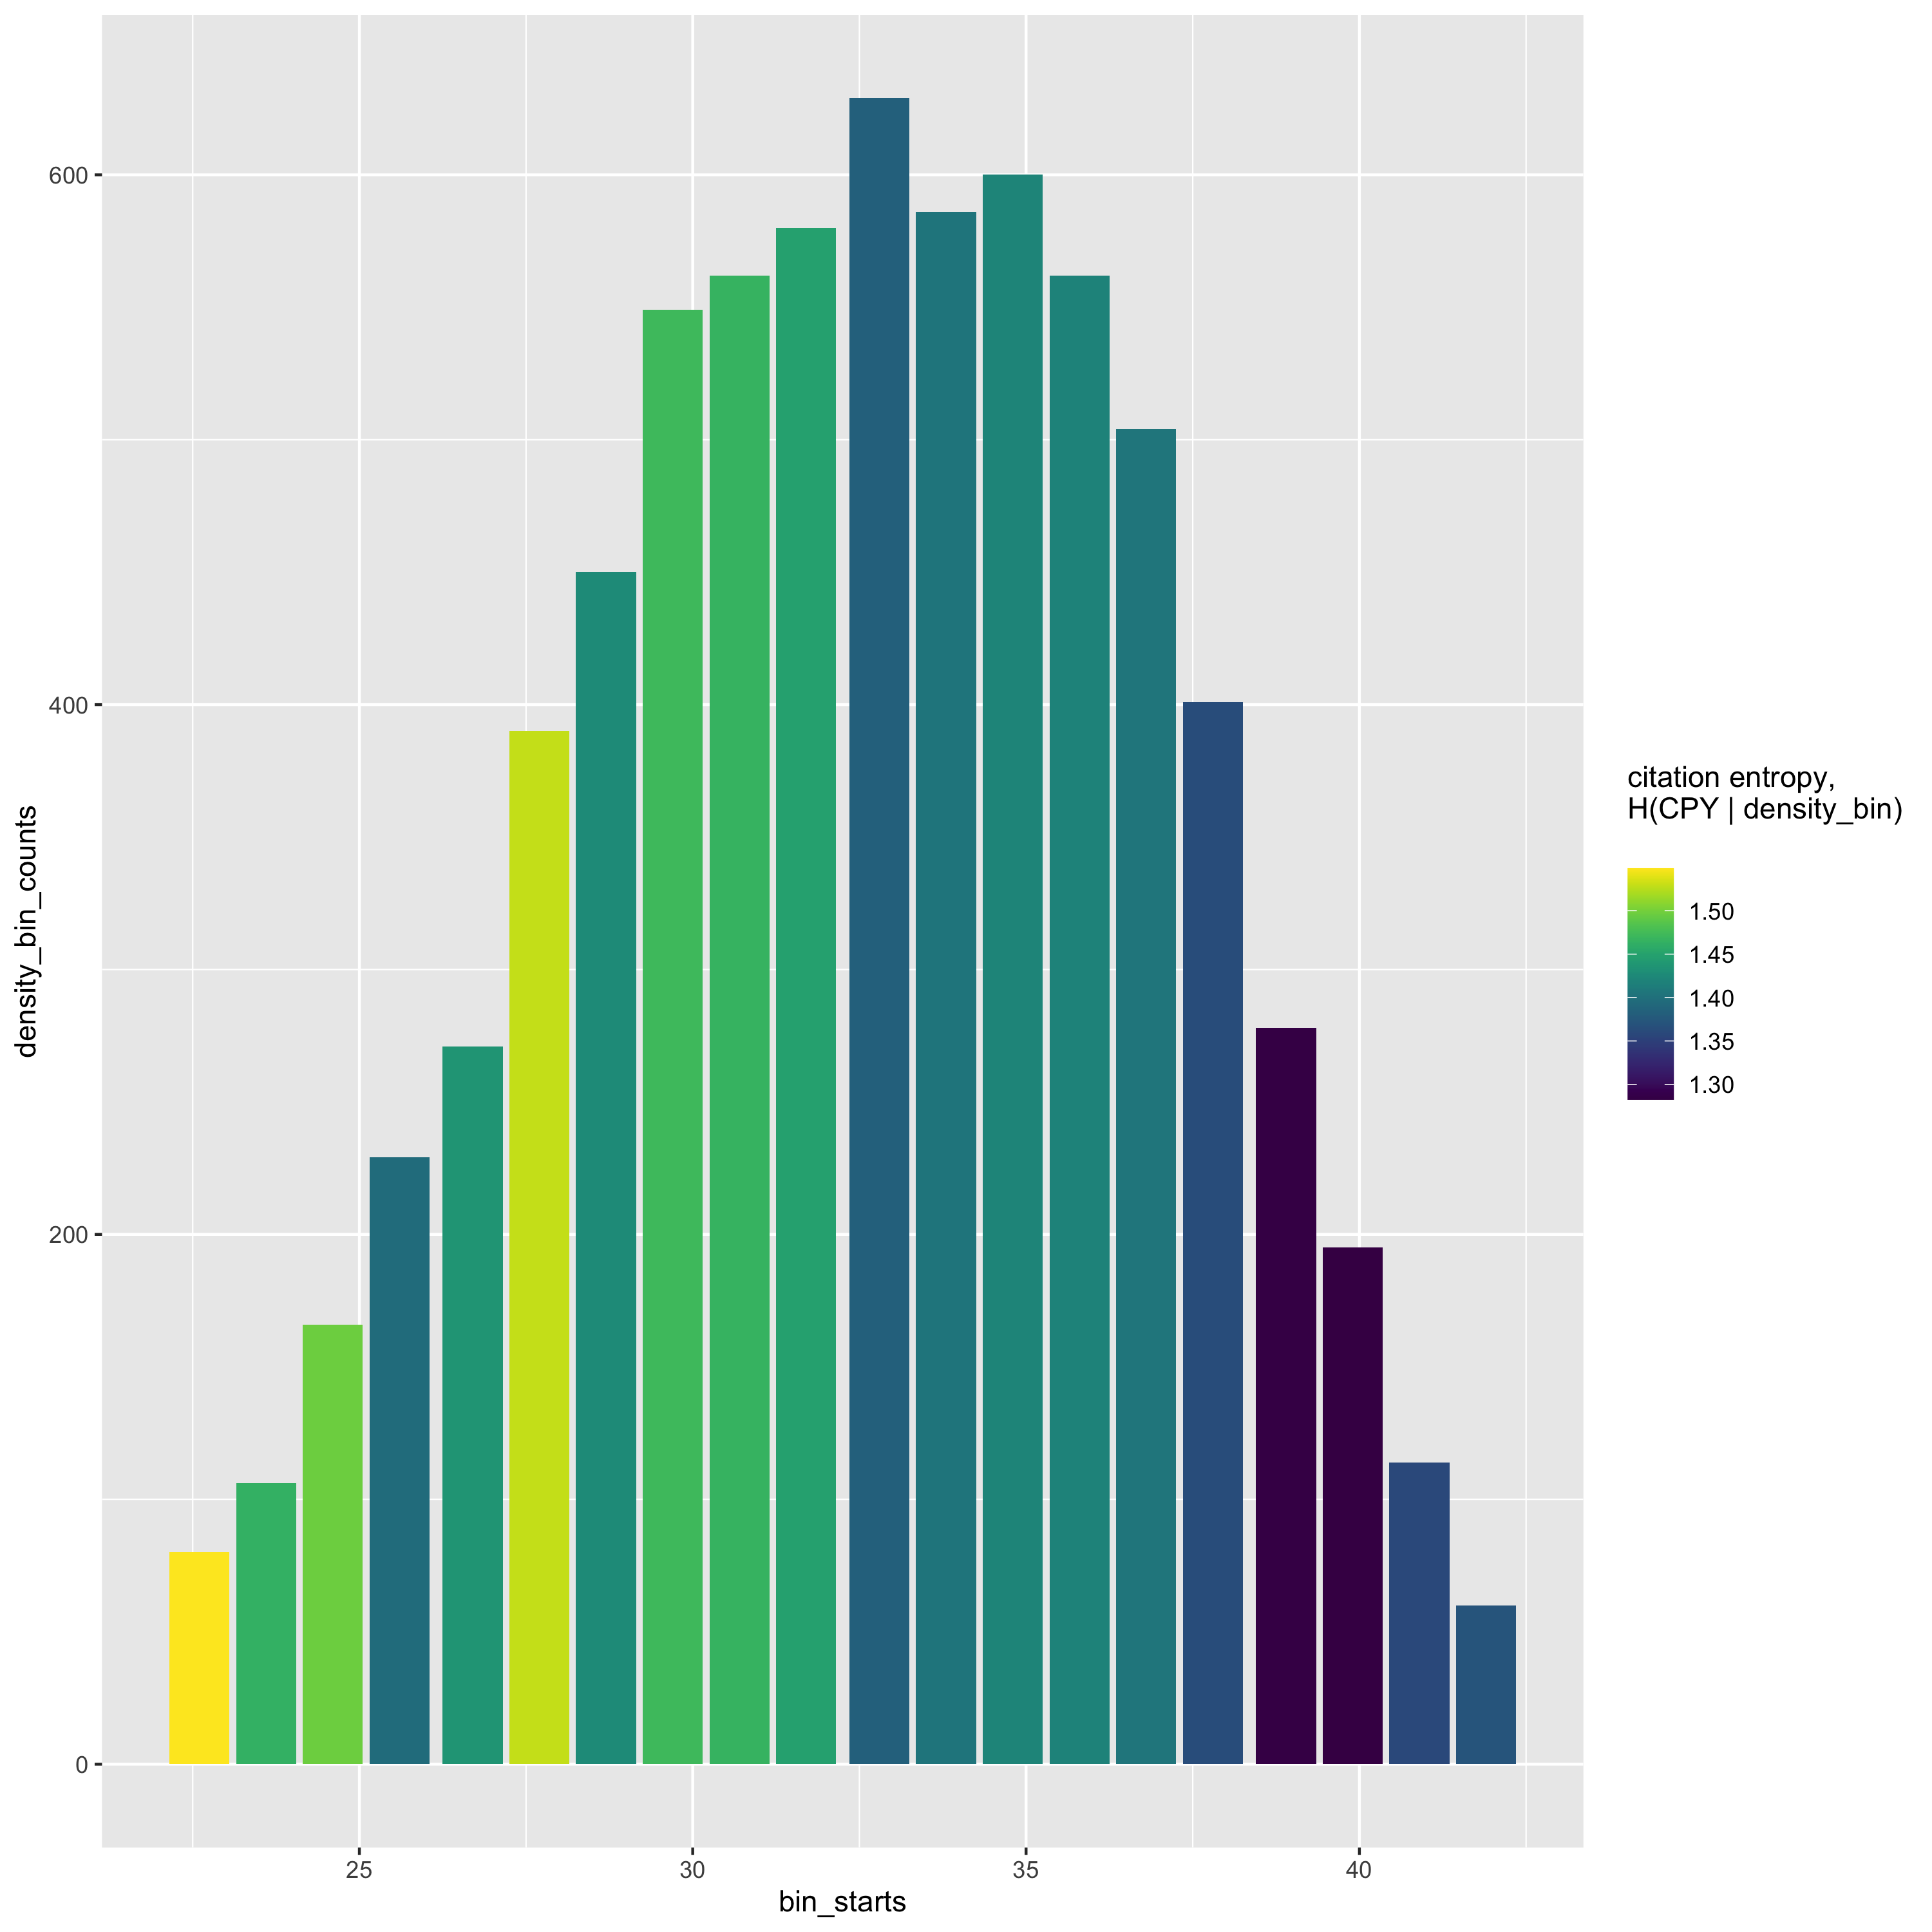 600
400
200
0
density_bin_counts
25 30 35 40
bin_starts
citation entropy,
H(CPY | density_bin)
1.50
1.45
1.40
1.35
1.30